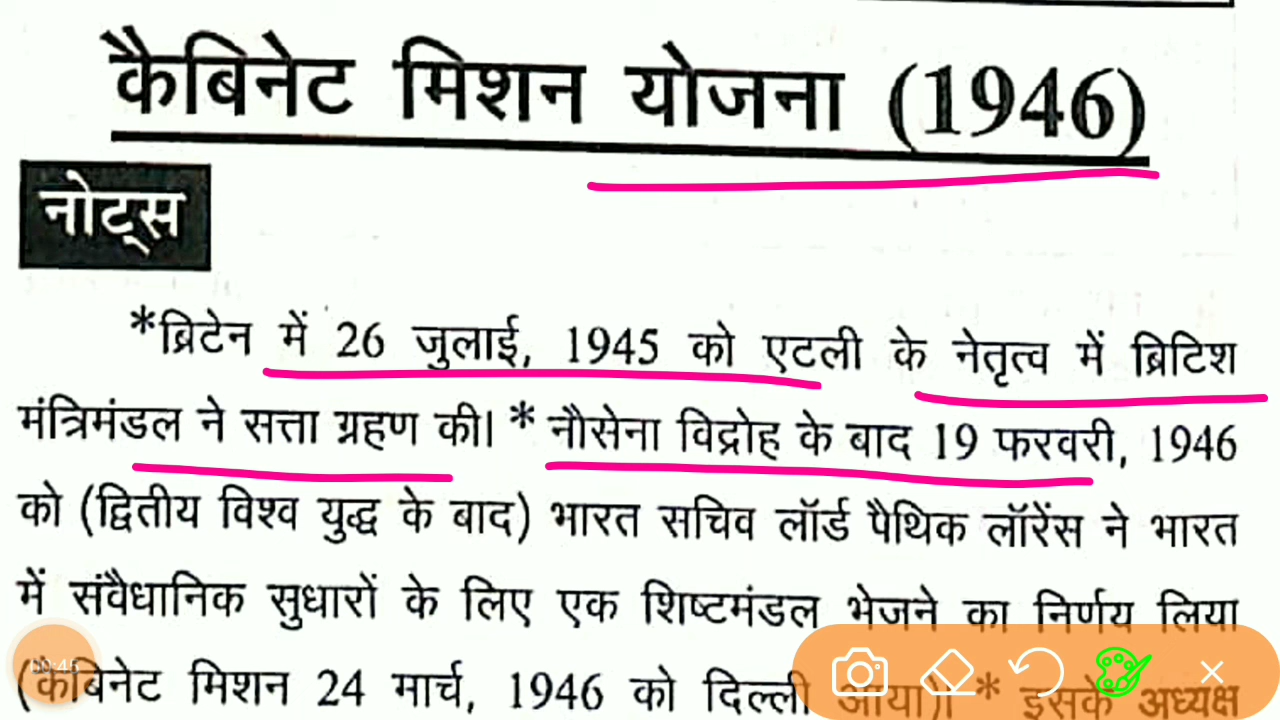 कैबिनेट मिशन योजना (1946)
नोट्स
*ब्रिटेन में 26 जुलाई, 1945 को एटली के नेतृत्व में ब्रिटिश
मंत्रिमंडल ने सत्ता ग्रहण की। * नौसेना विद्रोह के बाद 19 फरवरी, 1946
को (द्वितीय विश्व युद्ध के बाद) भारत सचिव लॉर्ड पैथिक लॉरेंस ने भारत
में संवैधानिक सुधारों के लिए एक शिष्टमंडल भेजने का निर्णय लिया
(कैबिनेट मिशन 24 मार्च, 1946 को दिल्ली आया)। * इसके अध्यक्ष